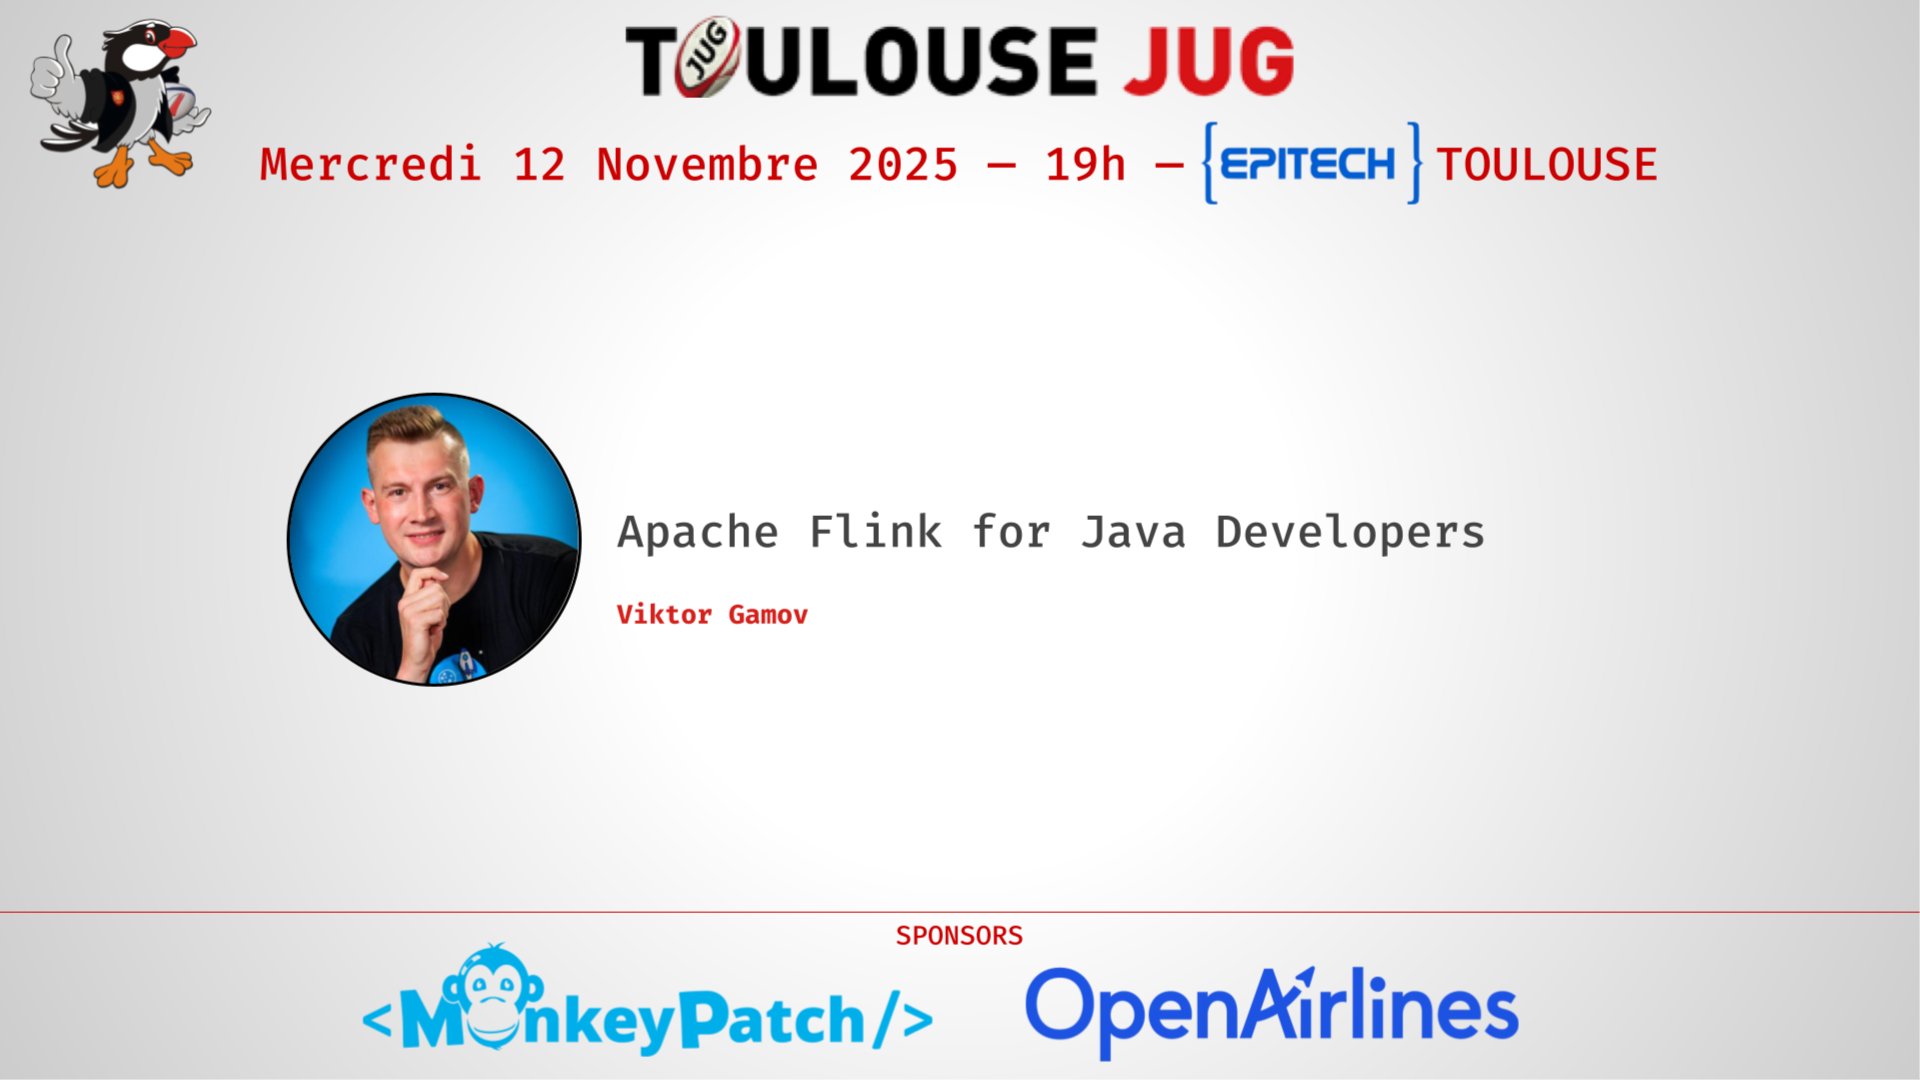 TOULOUSE JUG
JUG
Mercredi 12 Novembre 2025 – 19h – {EPITECH} TOULOUSE
Apache Flink for Java Developers
Viktor Gamov
SPONSORS
<MonkeyPatch/>
OpenAirlines